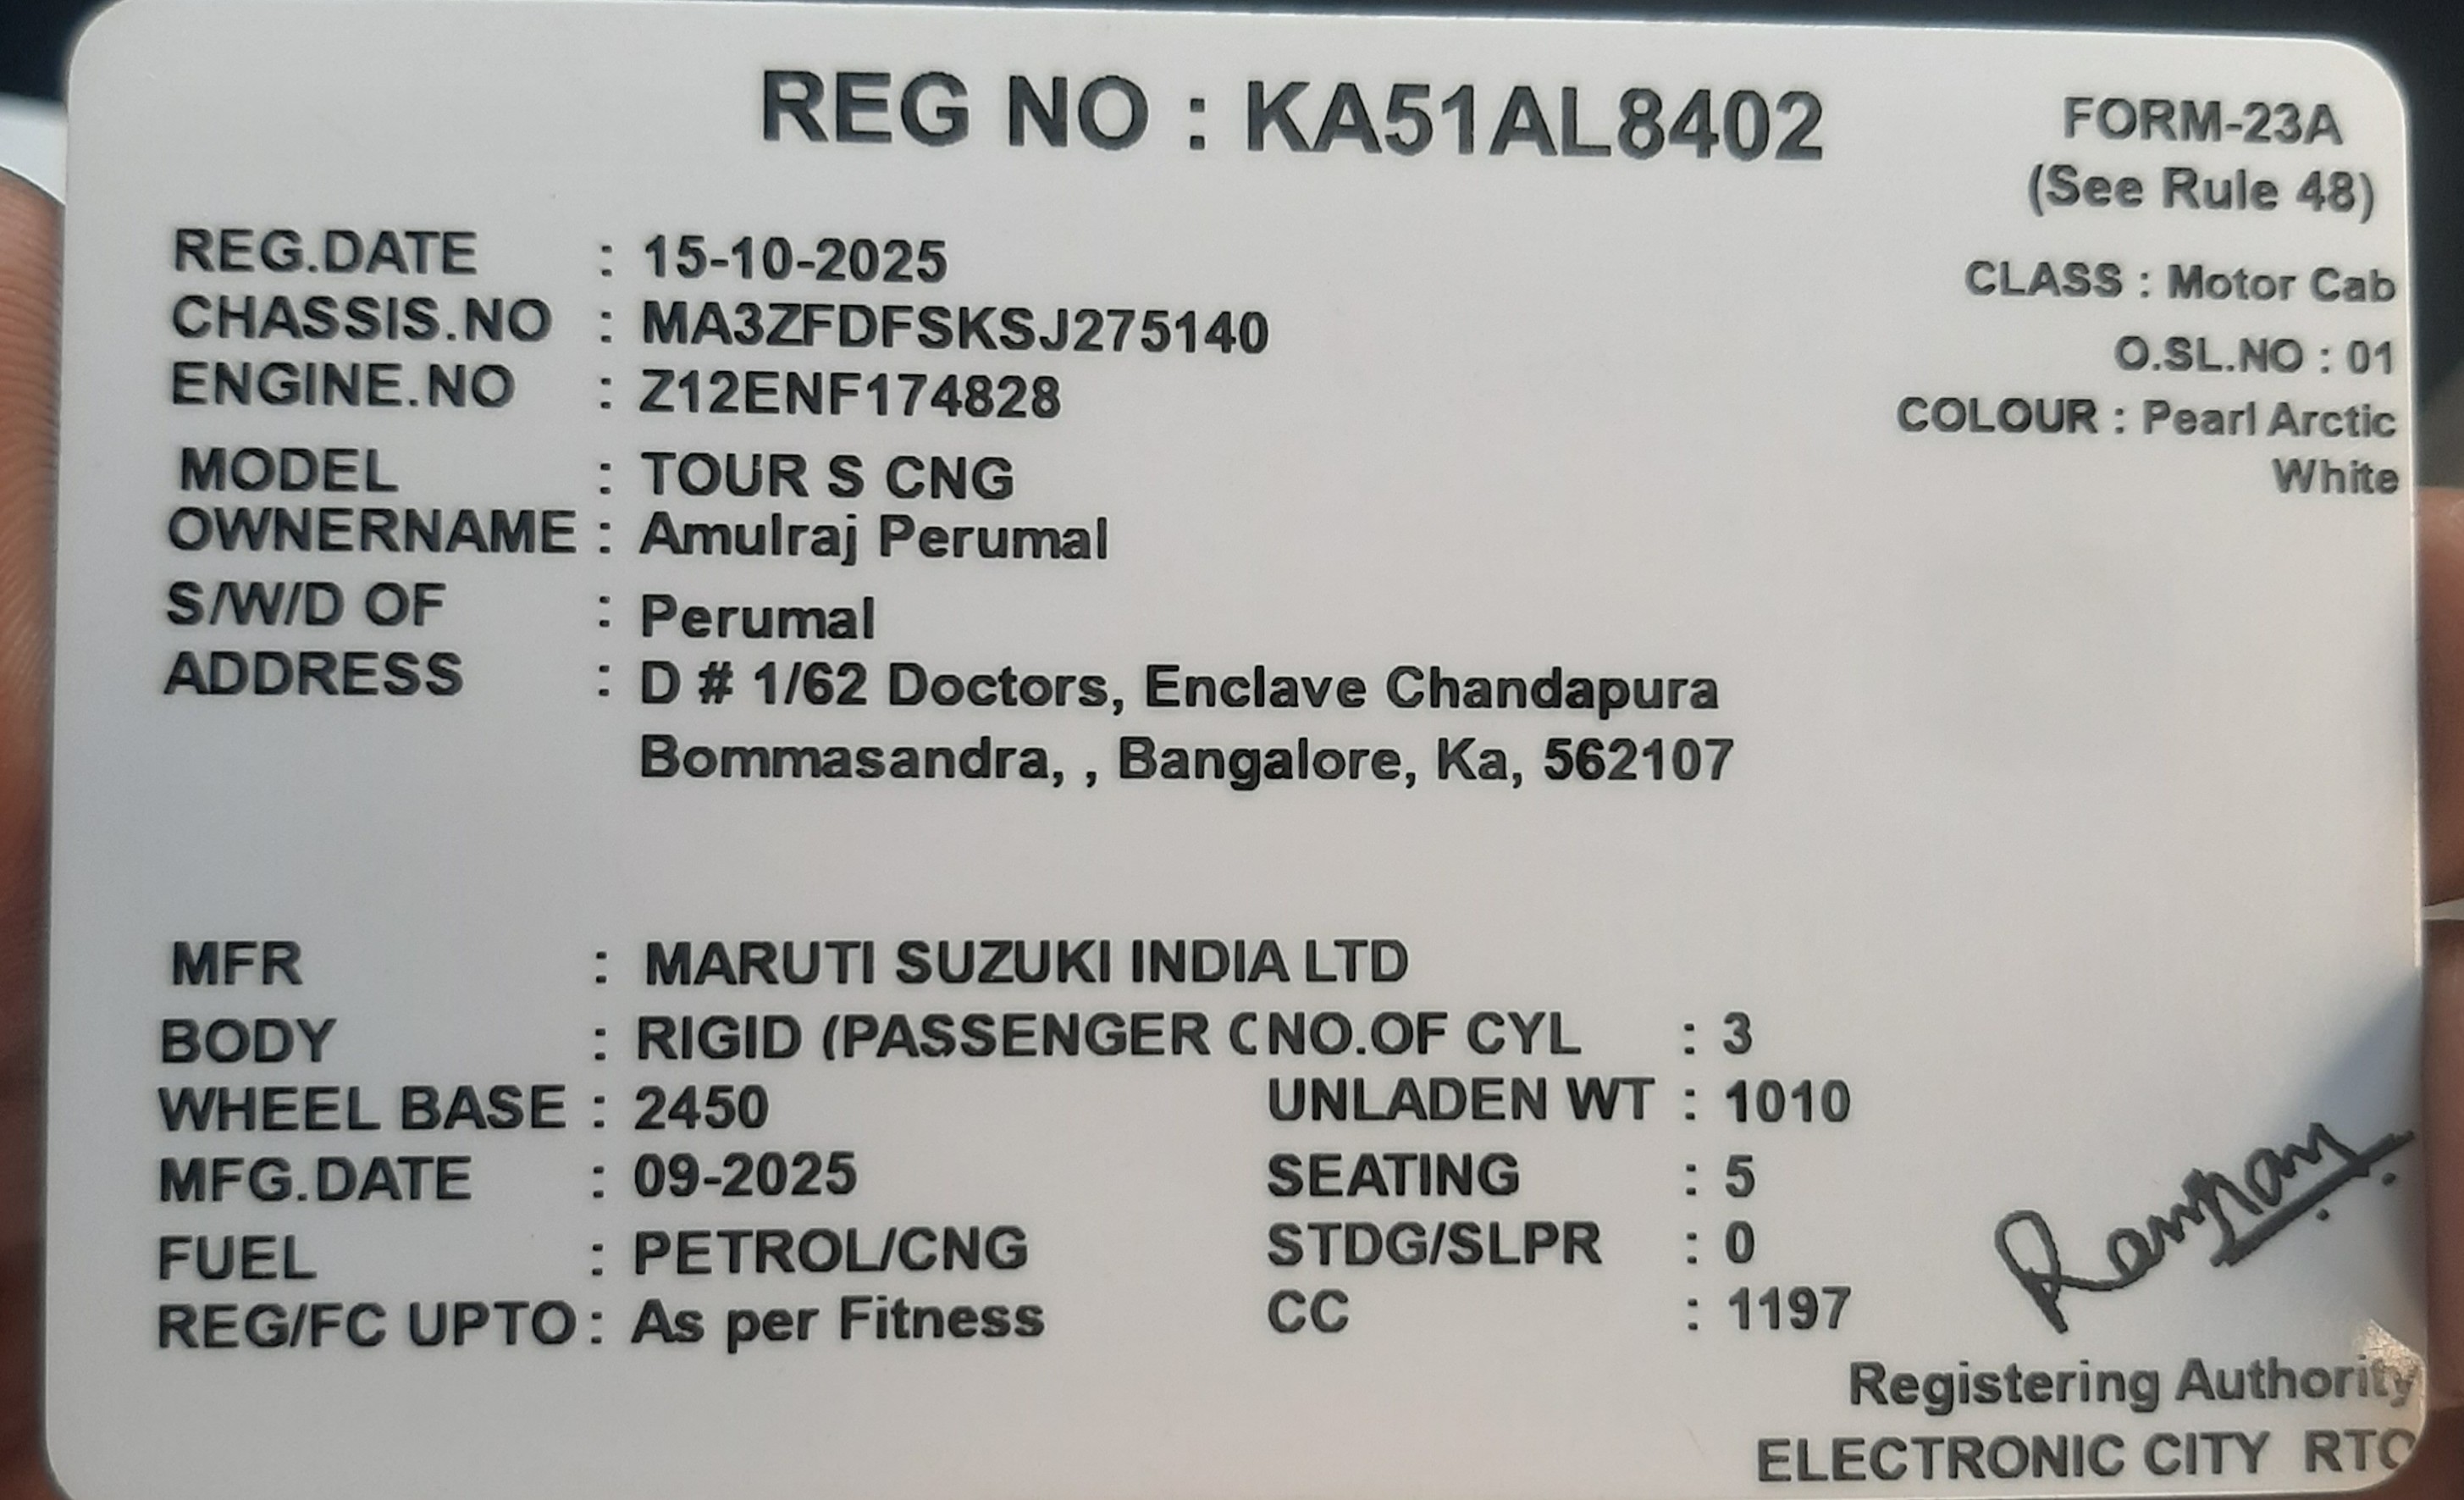 REG NO : KA51AL8402
FORM-23A
(See Rule 48)
REG.DATE : 15-10-2025
CHASSIS.NO : MA3ZFDFSKSJ275140
ENGINE.NO : Z12ENF174828
CLASS : Motor Cab
O.SL.NO : 01
COLOUR : Pearl Arctic
White
MODEL : TOUR S CNG
OWNERNAME : Amulraj Perumal
S/W/D OF : Perumal
ADDRESS : D # 1/62 Doctors, Enclave Chandapura
Bommasandra, , Bangalore, Ka, 562107
MFR : MARUTI SUZUKI INDIA LTD
BODY : RIGID (PASSENGER C NO.OF CYL : 3
WHEEL BASE : 2450 UNLADEN WT : 1010
MFG.DATE : 09-2025 SEATING : 5
FUEL : PETROL/CNG STDG/SLPR : 0
REG/FC UPTO : As per Fitness CC : 1197
Registering Authority
ELECTRONIC CITY RTO